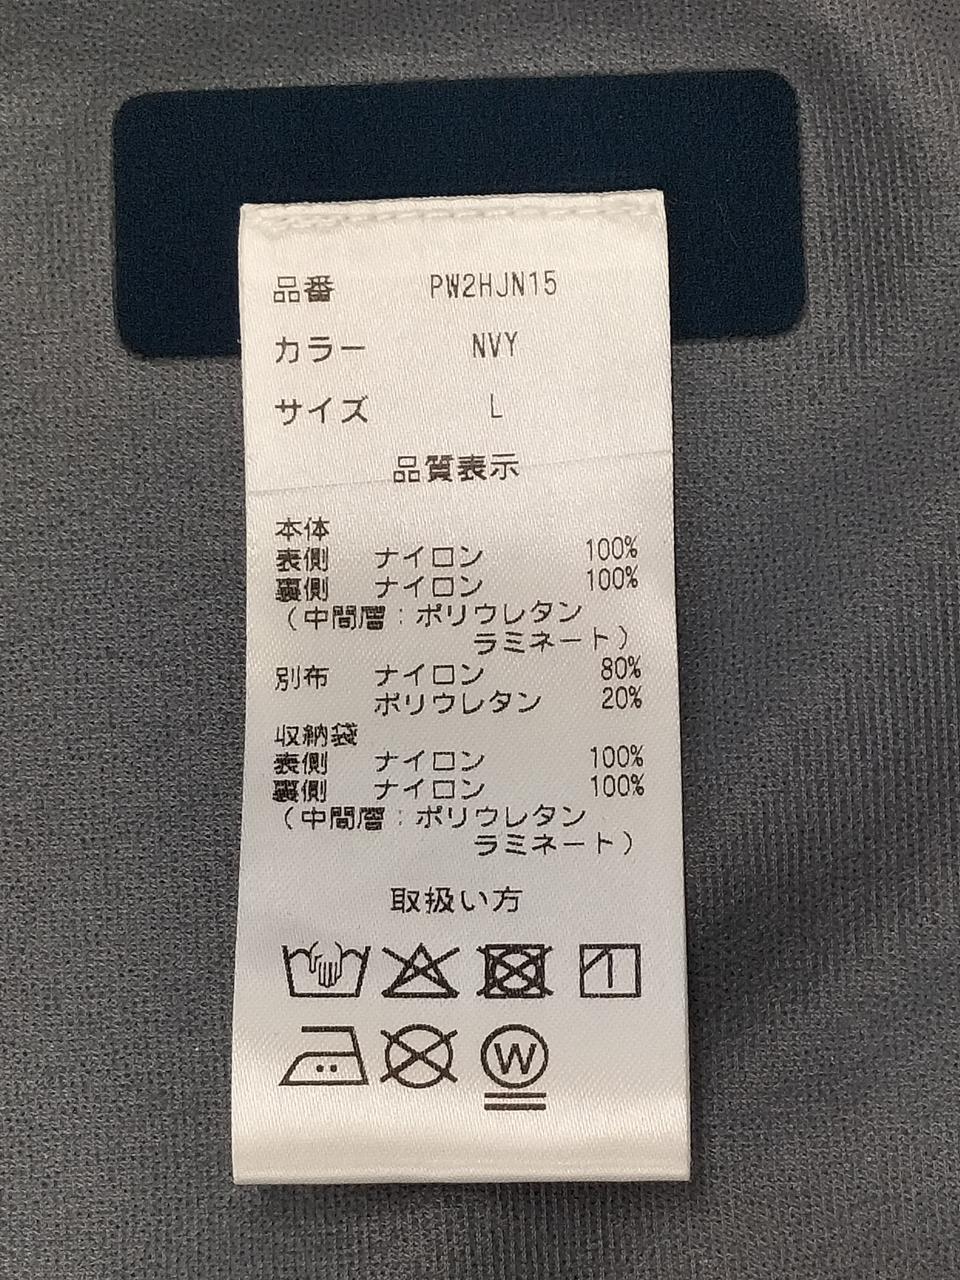 品番 PW2HJN15
カラー NVY
サイズ L
品質表示
本体
表側 ナイロン 100%
裏側 ナイロン 100%
(中間層:ポリウレタン
ラミネート)
別布 ナイロン 80%
ポリウレタン 20%
収納袋
表側 ナイロン 100%
裏側 ナイロン 100%
(中間層:ポリウレタン
ラミネート)
取扱い方
W